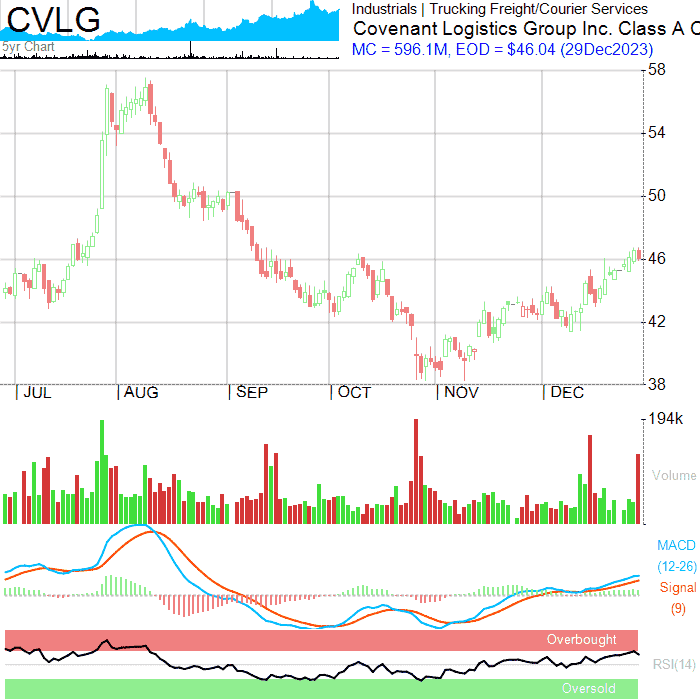 CVLG
5yr Chart
Industrials | Trucking Freight/Courier Services
Covenant Logistics Group Inc. Class A C
MC = 596.1M, EOD = $46.04 (29Dec2023)
58
54
50
46
42
38
JUL AUG SEP OCT NOV DEC
194k
Volume
MACD
(12-26)
Signal
(9)
Overbought
RSI(14)
Oversold